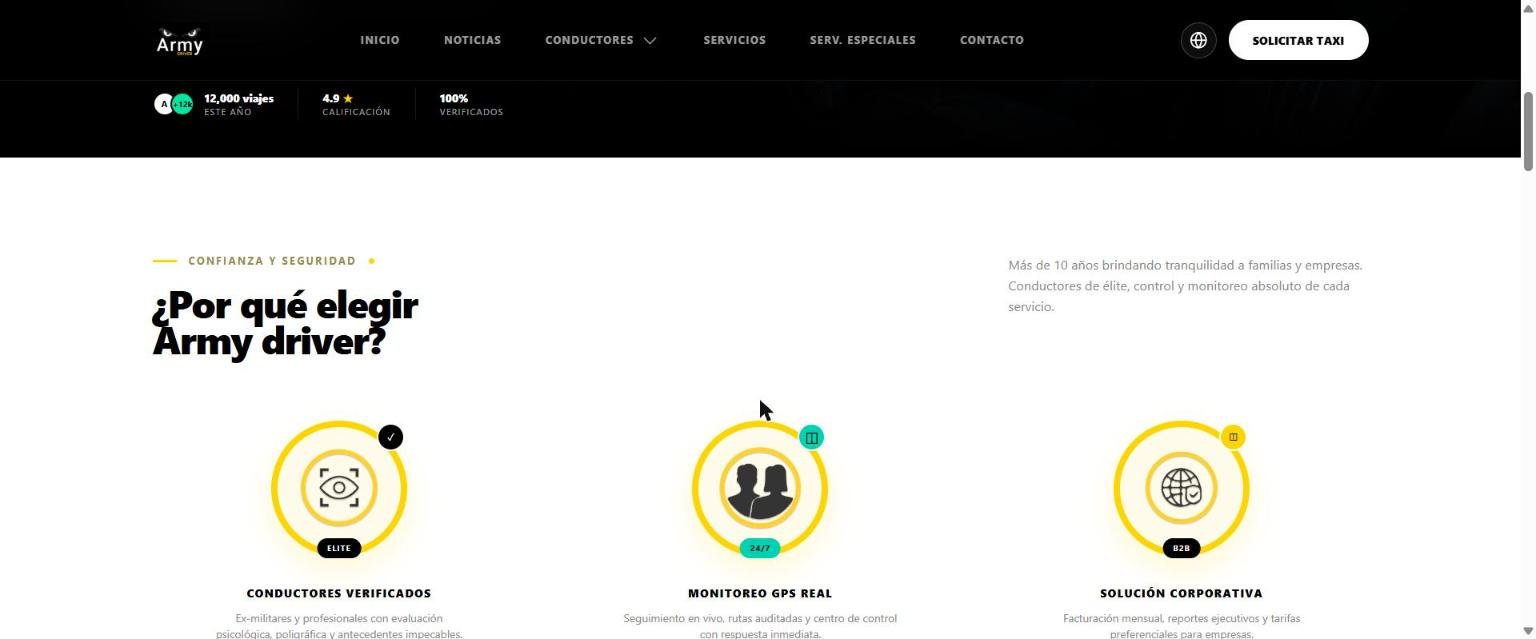 Army
DRIVER
INICIO
NOTICIAS
CONDUCTORES
SERVICIOS
SERV. ESPECIALES
CONTACTO
SOLICITAR TAXI
A
+12k
12,000 viajes
ESTE AÑO
4.9 ★
CALIFICACIÓN
100%
VERIFICADOS
CONFIANZA Y SEGURIDAD
¿Por qué elegir
Army driver?
Más de 10 años brindando tranquilidad a familias y empresas.
Conductores de élite, control y monitoreo absoluto de cada
servicio.
ELITE
CONDUCTORES VERIFICADOS
Ex-militares y profesionales con evaluación
psicológica, poligráfica y antecedentes impecables.
24/7
MONITOREO GPS REAL
Seguimiento en vivo, rutas auditadas y centro de control
con respuesta inmediata.
B2B
SOLUCIÓN CORPORATIVA
Facturación mensual, reportes ejecutivos y tarifas
preferenciales para empresas.